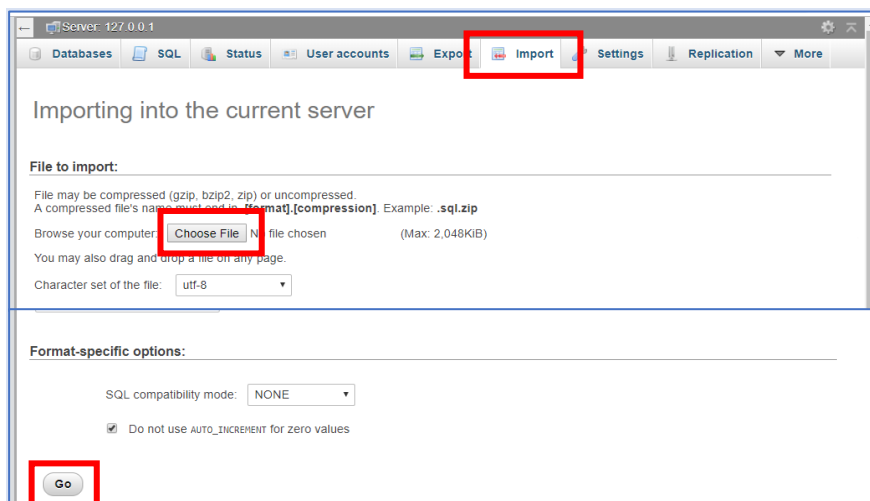 Server: 127.0.0.1
Databases SQL Status User accounts Export Import Settings Replication More
Importing into the current server
File to import:
File may be compressed (gzip, bzip2, zip) or uncompressed.
A compressed file's name must end in .[format].[compression]. Example: .sql.zip
Browse your computer: Choose File No file chosen (Max: 2,048KiB)
You may also drag and drop a file on any page.
Character set of the file: utf-8
Format-specific options:
SQL compatibility mode: NONE
Do not use AUTO_INCREMENT for zero values
Go